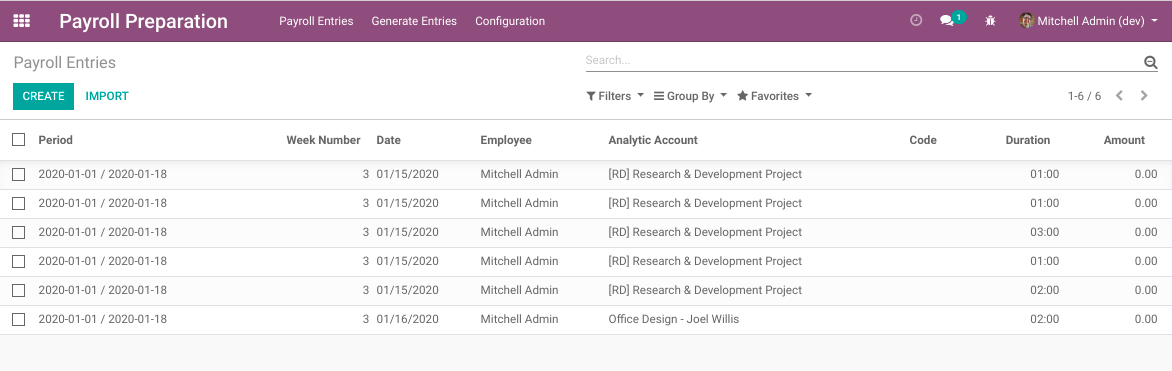 Payroll Preparation Payroll Entries Generate Entries Configuration 1 Mitchell Admin (dev)
Payroll Entries Search...
CREATE IMPORT Filters Group By Favorites 1-6 / 6
Period Week Number Date Employee Analytic Account Code Duration Amount
2020-01-01 / 2020-01-18 3 01/15/2020 Mitchell Admin [RD] Research & Development Project 01:00 0.00
2020-01-01 / 2020-01-18 3 01/15/2020 Mitchell Admin [RD] Research & Development Project 01:00 0.00
2020-01-01 / 2020-01-18 3 01/15/2020 Mitchell Admin [RD] Research & Development Project 03:00 0.00
2020-01-01 / 2020-01-18 3 01/15/2020 Mitchell Admin [RD] Research & Development Project 01:00 0.00
2020-01-01 / 2020-01-18 3 01/15/2020 Mitchell Admin [RD] Research & Development Project 02:00 0.00
2020-01-01 / 2020-01-18 3 01/16/2020 Mitchell Admin Office Design - Joel Willis 02:00 0.00